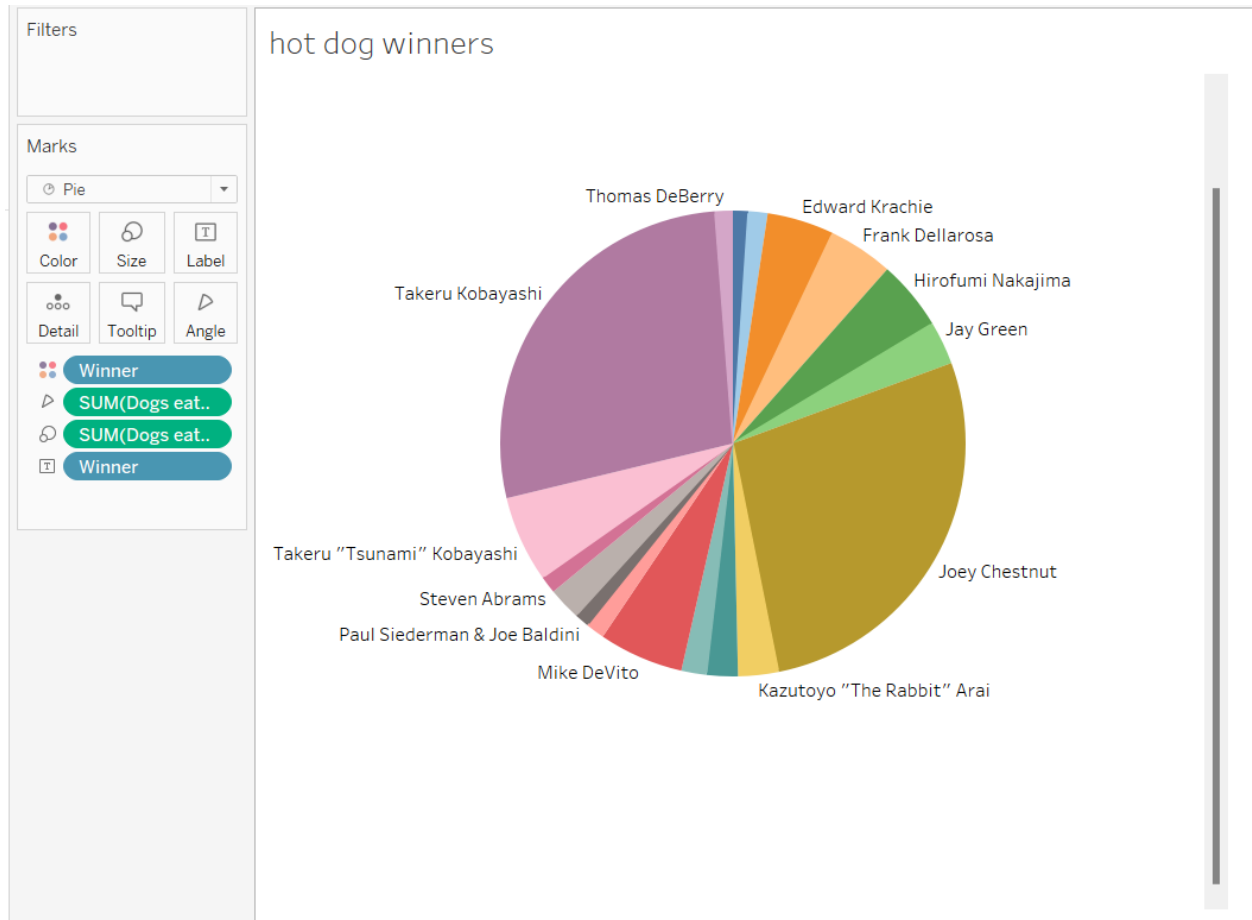 Filters
Marks
Pie
Color
Size
T
Label
Detail
Tooltip
Angle
Winner
SUM(Dogs eat..
SUM(Dogs eat..
T
Winner
hot dog winners
Thomas DeBerry
Edward Krachie
Frank Dellarosa
Hirofumi Nakajima
Jay Green
Takeru Kobayashi
Joey Chestnut
Takeru "Tsunami" Kobayashi
Steven Abrams
Paul Siederman & Joe Baldini
Mike DeVito
Kazutoyo "The Rabbit" Arai